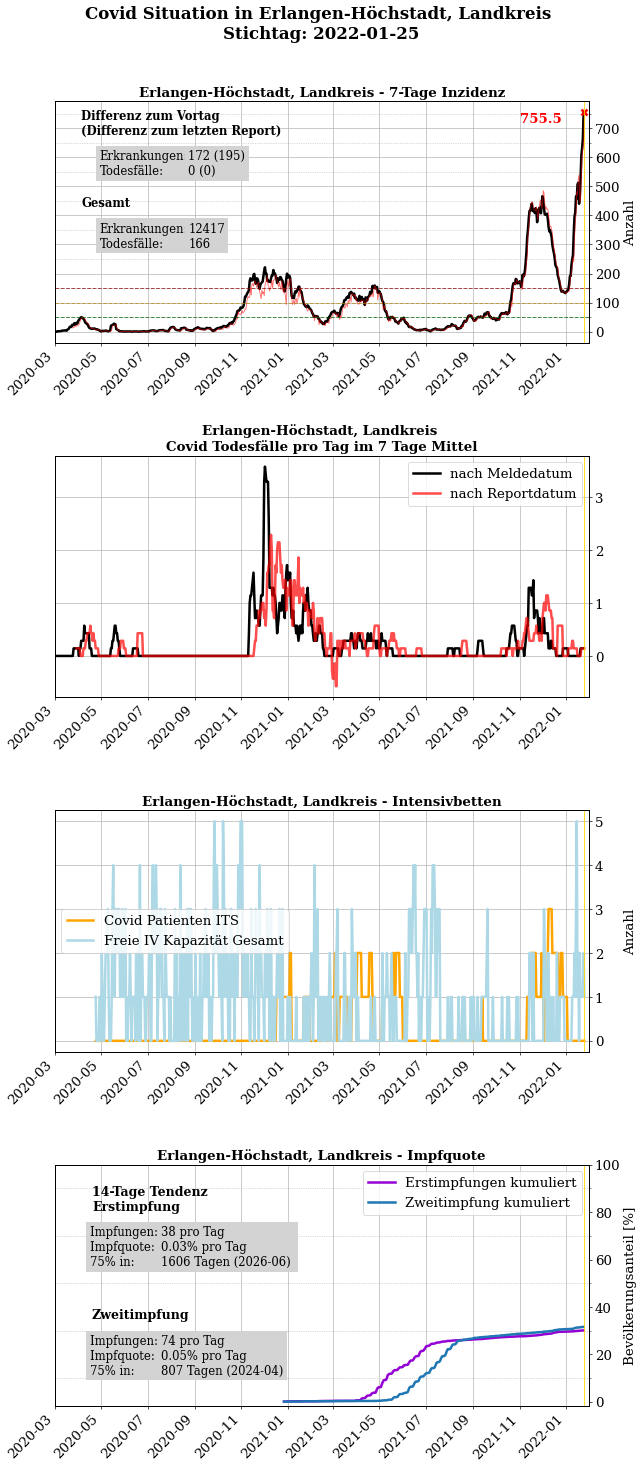 Covid Situation in Erlangen-Höchstadt, Landkreis
Stichtag: 2022-01-25
Erlangen-Höchstadt, Landkreis - 7-Tage Inzidenz
Differenz zum Vortag
(Differenz zum letzten Report)
Erkrankungen 172 (195)
Todesfälle: 0 (0)
Gesamt
Erkrankungen 12417
Todesfälle: 166
755.5
700
600
500
400
300
200
100
0
Anzahl
2020-03 2020-05 2020-07 2020-09 2020-11 2021-01 2021-03 2021-05 2021-07 2021-09 2021-11 2022-01
Erlangen-Höchstadt, Landkreis
Covid Todesfälle pro Tag im 7 Tage Mittel
nach Meldedatum
nach Reportdatum
3
2
1
0
2020-03 2020-05 2020-07 2020-09 2020-11 2021-01 2021-03 2021-05 2021-07 2021-09 2021-11 2022-01
Erlangen-Höchstadt, Landkreis - Intensivbetten
Covid Patienten ITS
Freie IV Kapazität Gesamt
5
4
3
2
1
0
Anzahl
2020-03 2020-05 2020-07 2020-09 2020-11 2021-01 2021-03 2021-05 2021-07 2021-09 2021-11 2022-01
Erlangen-Höchstadt, Landkreis - Impfquote
14-Tage Tendenz
Erstimpfung
Impfungen: 38 pro Tag
Impfquote: 0.03% pro Tag
75% in: 1606 Tagen (2026-06)
Zweitimpfung
Impfungen: 74 pro Tag
Impfquote: 0.05% pro Tag
75% in: 807 Tagen (2024-04)
Erstimpfungen kumuliert
Zweitimpfung kumuliert
100
80
60
40
20
0
Bevölkerungsanteil [%]
2020-03 2020-05 2020-07 2020-09 2020-11 2021-01 2021-03 2021-05 2021-07 2021-09 2021-11 2022-01